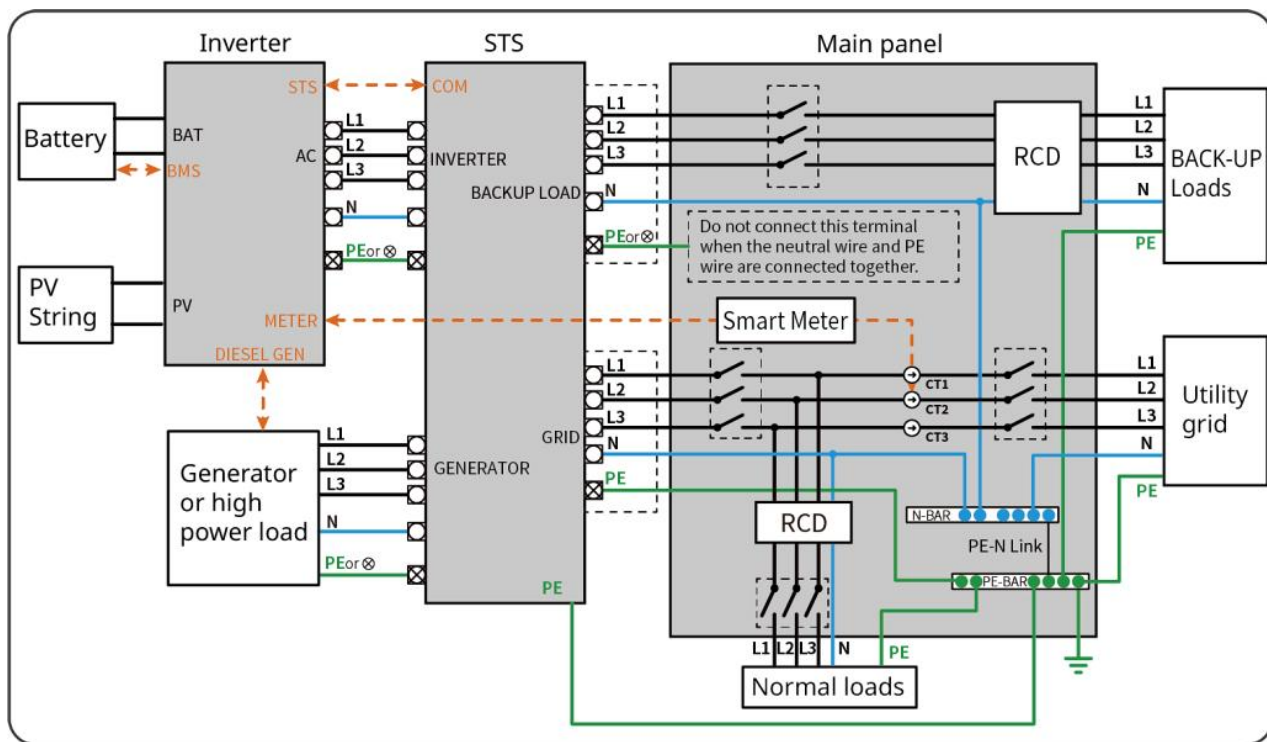 Inverter
STS
Main panel
STS
COM
L1
L2
L3
N
PE or ⊗
Battery
BAT
BMS
AC
INVERTER
BACKUP LOAD
L1
L2
L3
N
PE or ⊗
RCD
L1
L2
L3
N
PE
BACK-UP
Loads
Do not connect this terminal
when the neutral wire and PE
wire are connected together.
PV
String
PV
METER
DIESEL GEN
Smart Meter
L1
L2
L3
N
PE
GRID
CT1
CT2
CT3
L1
L2
L3
N
PE
Utility
grid
Generator
or high
power load
L1
L2
L3
N
PE or ⊗
GENERATOR
RCD
N-BAR
PE-N Link
PE-BAR
PE
L1
L2
L3
N
PE
Normal loads